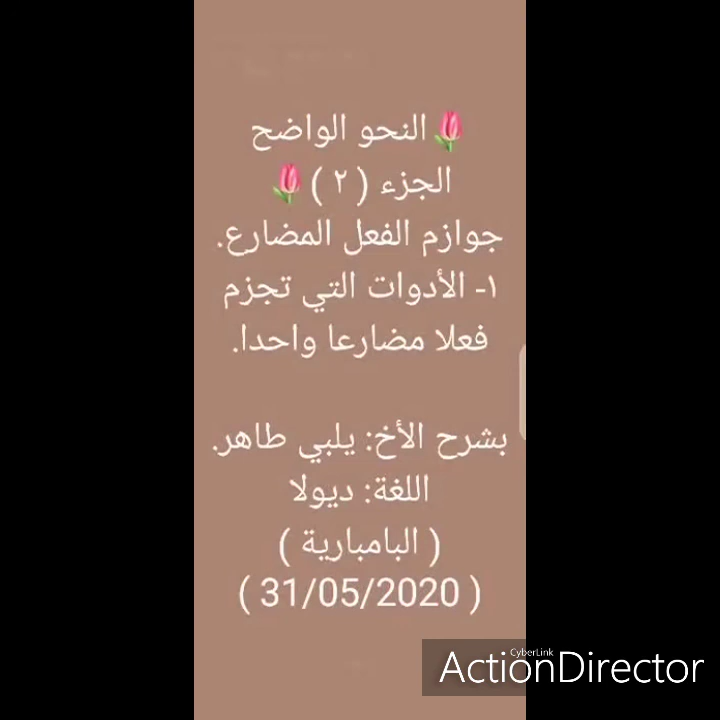 🌷النحو الواضح
الجزء ( ٢ )🌷
جوازم الفعل المضارع.
١- الأدوات التي تجزم
فعلا مضارعا واحدا.
بشرح الأخ: يلبي طاهر.
اللغة: ديولا
( البامبارية )
( 31/05/2020 )
CyberLink
ActionDirector